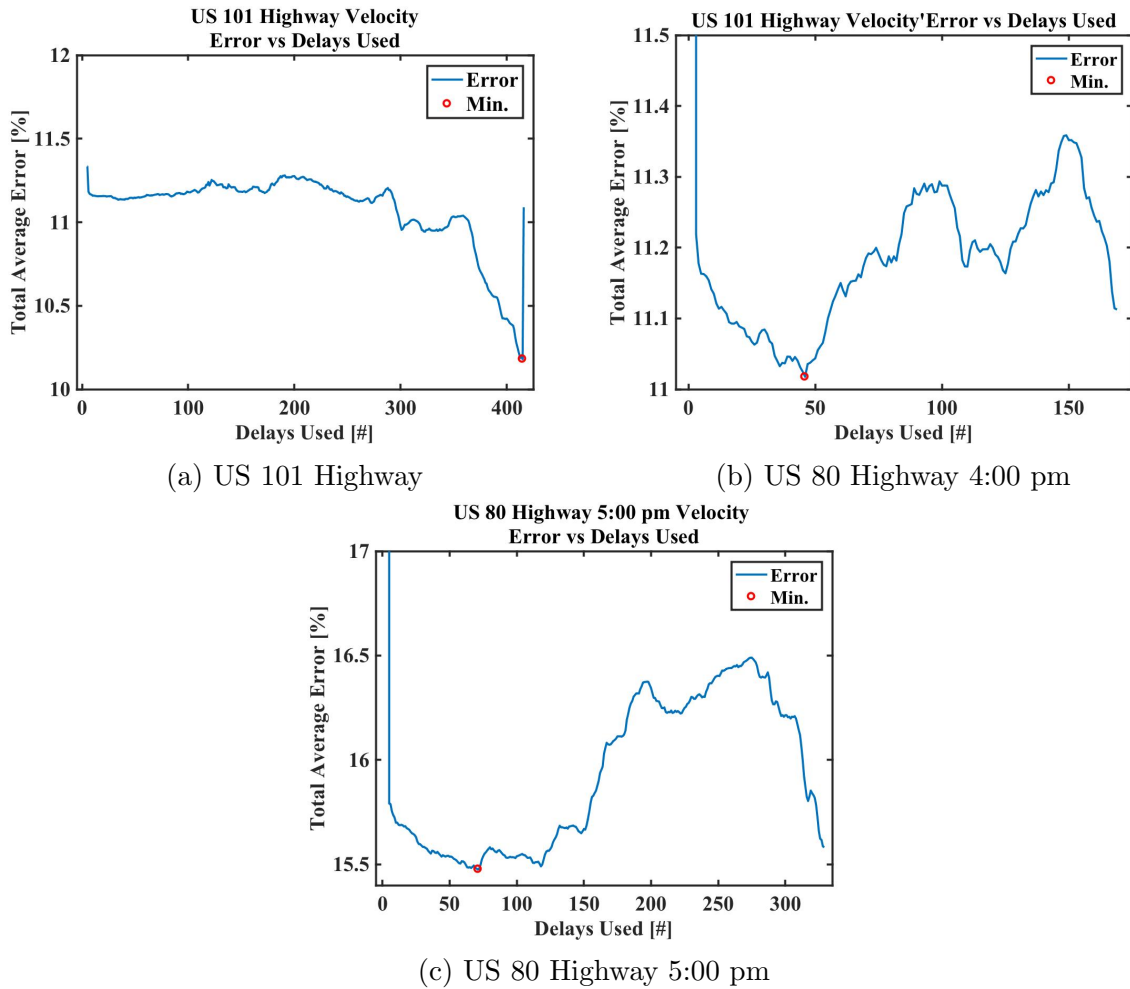 US 101 Highway Velocity
Error vs Delays Used
12
11.5
11
10.5
10
Total Average Error [%]
Error
Min.
0
100
200
300
400
Delays Used [#]
(a) US 101 Highway
US 101 Highway Velocity'Error vs Delays Used
11.5
11.4
11.3
11.2
11.1
11
Total Average Error [%]
Error
Min.
0
50
100
150
Delays Used [#]
(b) US 80 Highway 4:00 pm
US 80 Highway 5:00 pm Velocity
Error vs Delays Used
17
16.5
16
15.5
Total Average Error [%]
Error
Min.
0
50
100
150
200
250
300
Delays Used [#]
(c) US 80 Highway 5:00 pm